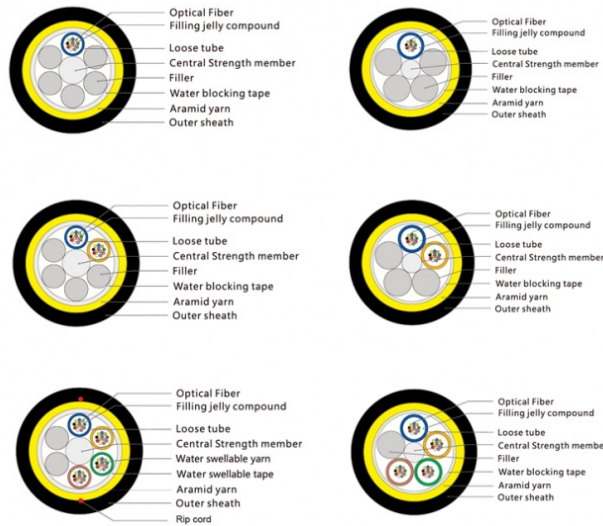 Optical Fiber
Filling jelly compound
Loose tube
Central Strength member
Filler
Water blocking tape
Aramid yarn
Outer sheath
Optical Fiber
Filling jelly compound
Loose tube
Central Strength member
Filler
Water blocking tape
Aramid yarn
Outer sheath
Optical Fiber
Filling jelly compound
Loose tube
Central Strength member
Filler
Water blocking tape
Aramid yarn
Outer sheath
Optical Fiber
Filling jelly compound
Loose tube
Central Strength member
Filler
Water blocking tape
Aramid yarn
Outer sheath
Optical Fiber
Filling jelly compound
Loose tube
Central Strength member
Water swellable yarn
Water swellable tape
Aramid yarn
Outer sheath
Rip cord
Optical Fiber
Filling jelly compound
Loose tube
Central Strength member
Filler
Water blocking tape
Aramid yarn
Outer sheath